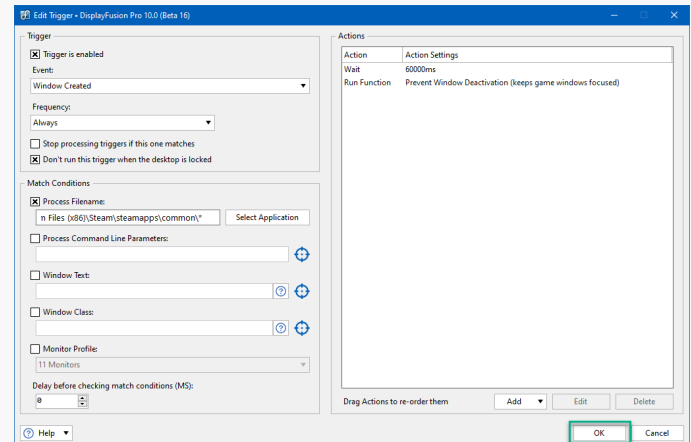 Edit Trigger • DisplayFusion Pro 10.0 (Beta 16)
Trigger
Trigger is enabled
Event:
Window Created
Frequency:
Always
Stop processing triggers if this one matches
Don't run this trigger when the desktop is locked
Match Conditions
Process Filename:
n Files (x86)\Steam\steamapps\common\*
Select Application
Process Command Line Parameters:
Window Text:
Window Class:
Monitor Profile:
11 Monitors
Delay before checking match conditions (MS):
0
Help
Actions
Action Action Settings
Wait 60000ms
Run Function Prevent Window Deactivation (keeps game windows focused)
Drag Actions to re-order them Add Edit Delete
OK Cancel